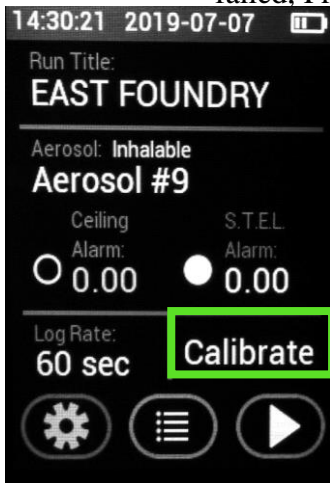 14:30:21 2019-07-07
Run Title:
EAST FOUNDRY
Aerosol: Inhalable
Aerosol #9
Ceiling S.T.E.L.
Alarm: Alarm:
0.00 0.00
Log Rate:
60 sec Calibrate